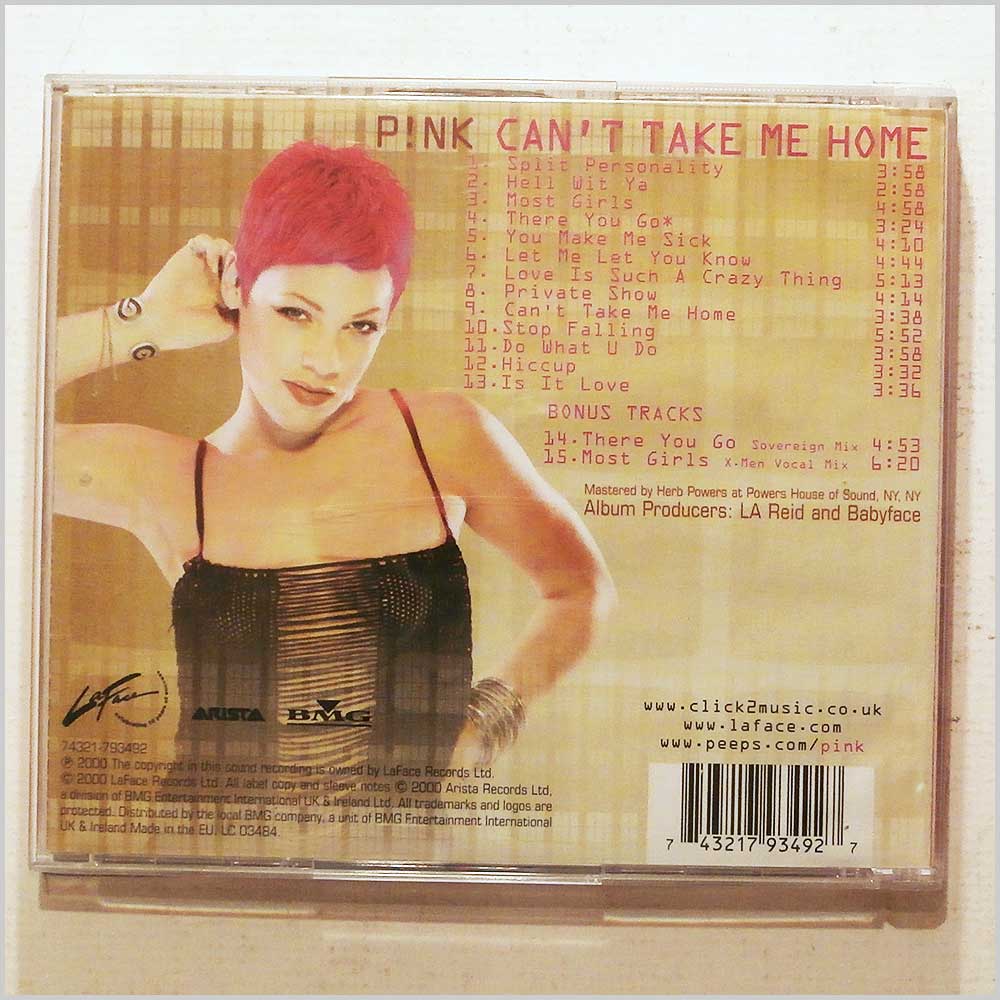 P!NK CAN'T TAKE ME HOME
1. Split Personality 3:58
2. Hell Wit Ya 2:58
3. Most Girls 4:58
4. There You Go* 3:24
5. You Make Me Sick 4:10
6. Let Me Let You Know 4:44
7. Love Is Such A Crazy Thing 5:13
8. Private Show 4:14
9. Can't Take Me Home 3:38
10. Stop Falling 5:52
11. Do What U Do 3:58
12. Hiccup 3:32
13. Is It Love 3:36
BONUS TRACKS
14. There You Go Sovereign Mix 4:53
15. Most Girls X-Men Vocal Mix 6:20
Mastered by Herb Powers at Powers House of Sound, NY, NY
Album Producers: LA Reid and Babyface
LaFace
ARISTA BMG
www.click2music.co.uk
www.laface.com
www.peeps.com/pink
74321-793492
℗ 2000 The copyright in this sound recording is owned by LaFace Records Ltd.
© 2000 LaFace Records Ltd. All label copy and sleeve notes © 2000 Arista Records Ltd,
a division of BMG Entertainment International UK & Ireland Ltd. All trademarks and logos are
protected. Distributed by the local BMG company, a unit of BMG Entertainment International
UK & Ireland Made in the EU. LC 03484
7 43217 93492 7